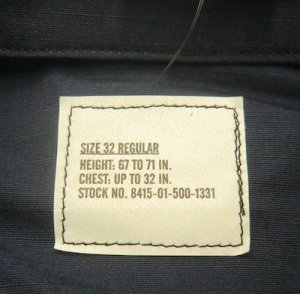 SIZE 32 REGULAR
HEIGHT: 67 TO 71 IN.
CHEST: UP TO 32 IN.
STOCK NO. 8415-01-500-1331